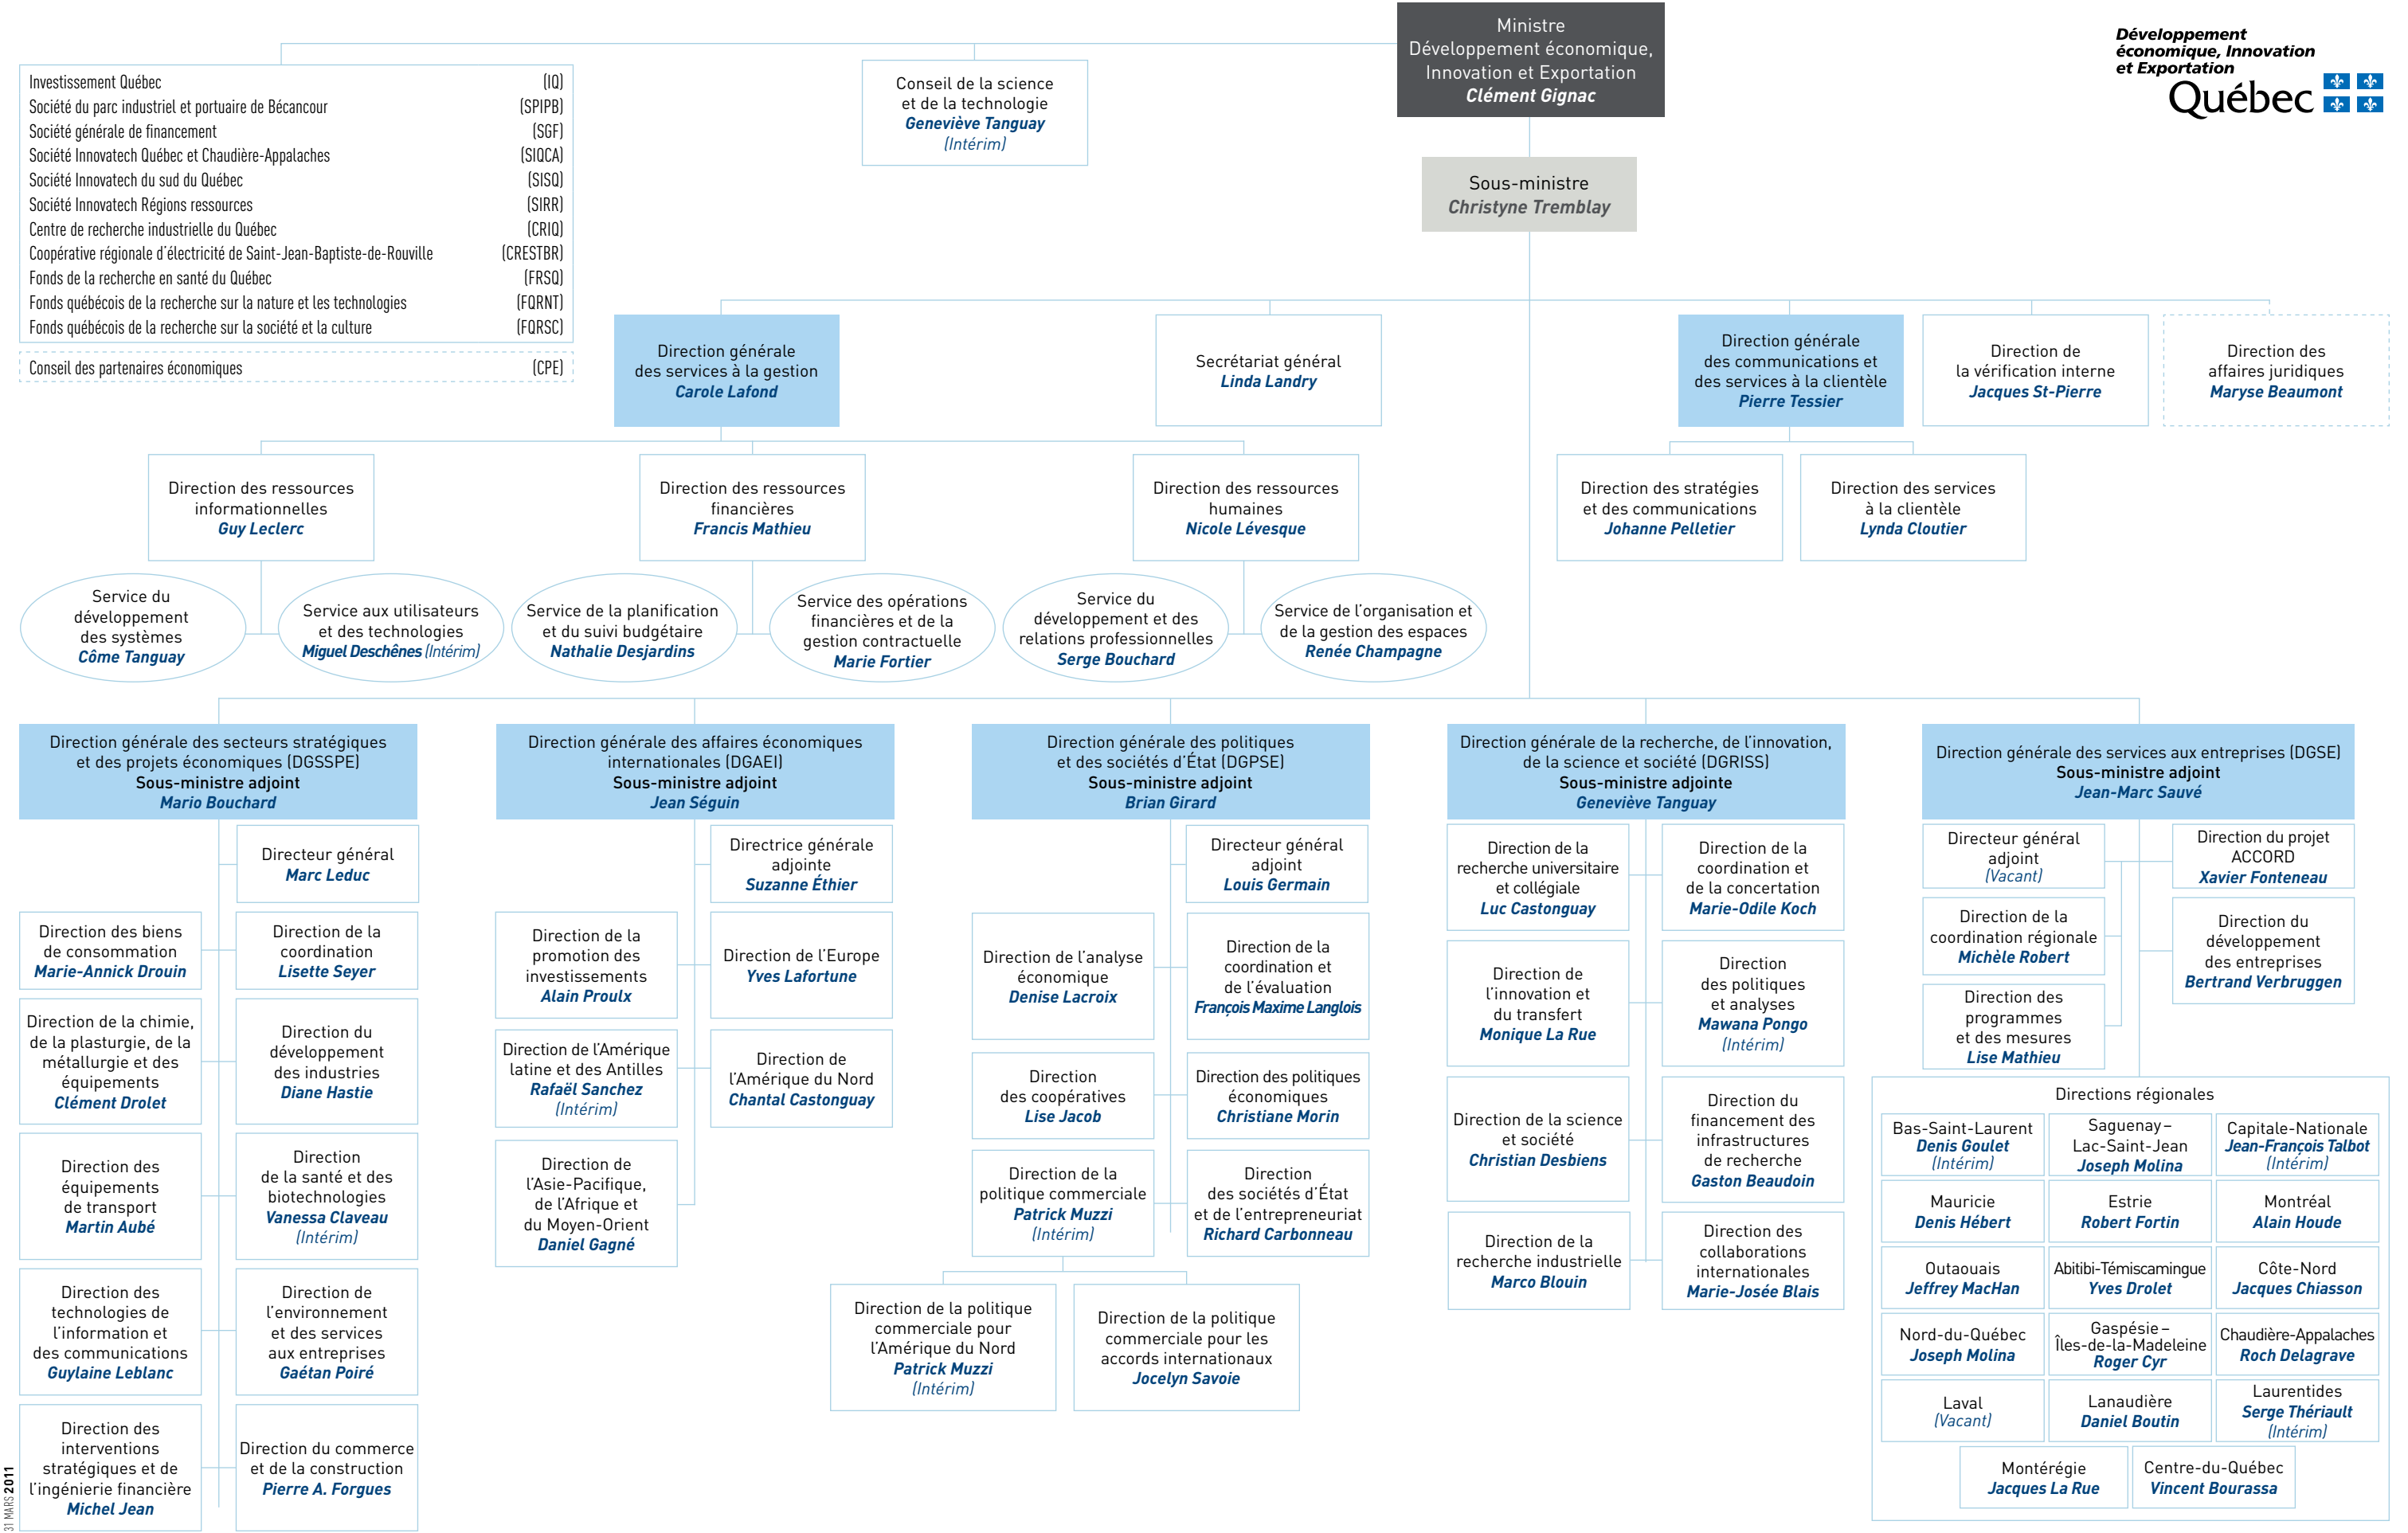 Ministre
Développement économique,
Innovation et Exportation
Clément Gignac
Développement
économique, Innovation
et Exportation
Québec
Investissement Québec (IQ)
Société du parc industriel et portuaire de Bécancour (SPIPB)
Société générale de financement (SGF)
Société Innovatech Québec et Chaudière-Appalaches (SIQCA)
Société Innovatech du sud du Québec (SISQ)
Société Innovatech Régions ressources (SIRR)
Centre de recherche industrielle du Québec (CRIQ)
Coopérative régionale d'électricité de Saint-Jean-Baptiste-de-Rouville (CRESTBR)
Fonds de la recherche en santé du Québec (FRSQ)
Fonds québécois de la recherche sur la nature et les technologies (FQRNT)
Fonds québécois de la recherche sur la société et la culture (FQRSC)
Conseil des partenaires économiques (CPE)
Conseil de la science
et de la technologie
Geneviève Tanguay
(Intérim)
Sous-ministre
Christyne Tremblay
Direction générale
des services à la gestion
Carole Lafond
Secrétariat général
Linda Landry
Direction générale
des communications et
des services à la clientèle
Pierre Tessier
Direction de
la vérification interne
Jacques St-Pierre
Direction des
affaires juridiques
Maryse Beaumont
Direction des ressources
informationnelles
Guy Leclerc
Direction des ressources
financières
Francis Mathieu
Direction des ressources
humaines
Nicole Lévesque
Direction des stratégies
et des communications
Johanne Pelletier
Direction des services
à la clientèle
Lynda Cloutier
Service du
développement
des systèmes
Côme Tanguay
Service aux utilisateurs
et des technologies
Miguel Deschênes (Intérim)
Service de la planification
et du suivi budgétaire
Nathalie Desjardins
Service des opérations
financières et de la
gestion contractuelle
Marie Fortier
Service du
développement et des
relations professionnelles
Serge Bouchard
Service de l'organisation et
de la gestion des espaces
Renée Champagne
Direction générale des secteurs stratégiques
et des projets économiques (DGSSPE)
Sous-ministre adjoint
Mario Bouchard
Directeur général
Marc Leduc
Direction des biens
de consommation
Marie-Annick Drouin
Direction de la
coordination
Lisette Seyer
Direction de la chimie,
de la plasturgie, de la
métallurgie et des
équipements
Clément Drolet
Direction du
développement
des industries
Diane Hastie
Direction des
équipements
de transport
Martin Aubé
Direction
de la santé et des
biotechnologies
Vanessa Claveau
(Intérim)
Direction des
technologies de
l'information et
des communications
Guylaine Leblanc
Direction de
l'environnement
et des services
aux entreprises
Gaétan Poiré
Direction des
interventions
stratégiques et de
l'ingénierie financière
Michel Jean
Direction du commerce
et de la construction
Pierre A. Forgues
Direction générale des affaires économiques
internationales (DGAEI)
Sous-ministre adjoint
Jean Séguin
Directrice générale
adjointe
Suzanne Éthier
Direction de la
promotion des
investissements
Alain Proulx
Direction de l'Europe
Yves Lafortune
Direction de l'Amérique
latine et des Antilles
Rafaël Sanchez
(Intérim)
Direction de
l'Amérique du Nord
Chantal Castonguay
Direction de
l'Asie-Pacifique,
de l'Afrique et
du Moyen-Orient
Daniel Gagné
Direction générale des politiques
et des sociétés d'État (DGPSE)
Sous-ministre adjoint
Brian Girard
Directeur général
adjoint
Louis Germain
Direction de l'analyse
économique
Denise Lacroix
Direction de la
coordination et
de l'évaluation
François Maxime Langlois
Direction
des coopératives
Lise Jacob
Direction des politiques
économiques
Christiane Morin
Direction de la
politique commerciale
Patrick Muzzi
(Intérim)
Direction
des sociétés d'État
et de l'entrepreneuriat
Richard Carbonneau
Direction de la politique
commerciale pour
l'Amérique du Nord
Patrick Muzzi
(Intérim)
Direction de la politique
commerciale pour les
accords internationaux
Jocelyn Savoie
Direction générale de la recherche, de l'innovation,
de la science et société (DGRISS)
Sous-ministre adjointe
Geneviève Tanguay
Direction de la
recherche universitaire
et collégiale
Luc Castonguay
Direction de la
coordination et
de la concertation
Marie-Odile Koch
Direction de
l'innovation et
du transfert
Monique La Rue
Direction
des politiques
et analyses
Mawana Pongo
(Intérim)
Direction de la science
et société
Christian Desbiens
Direction du
financement des
infrastructures
de recherche
Gaston Beaudoin
Direction de la
recherche industrielle
Marco Blouin
Direction des
collaborations
internationales
Marie-Josée Blais
Direction générale des services aux entreprises (DGSE)
Sous-ministre adjoint
Jean-Marc Sauvé
Directeur général
adjoint
(Vacant)
Direction du projet
ACCORD
Xavier Fonteneau
Direction de la
coordination régionale
Michèle Robert
Direction du
développement
des entreprises
Bertrand Verbruggen
Direction des
programmes
et des mesures
Lise Mathieu
Directions régionales
Bas-Saint-Laurent
Denis Goulet
(Intérim)
Saguenay–
Lac-Saint-Jean
Joseph Molina
Capitale-Nationale
Jean-François Talbot
(Intérim)
Mauricie
Denis Hébert
Estrie
Robert Fortin
Montréal
Alain Houde
Outaouais
Jeffrey MacHan
Abitibi-Témiscamingue
Yves Drolet
Côte-Nord
Jacques Chiasson
Nord-du-Québec
Joseph Molina
Gaspésie–
Îles-de-la-Madeleine
Roger Cyr
Chaudière-Appalaches
Roch Delagrave
Laval
(Vacant)
Lanaudière
Daniel Boutin
Laurentides
Serge Thériault
(Intérim)
Montérégie
Jacques La Rue
Centre-du-Québec
Vincent Bourassa
31 MARS 2011